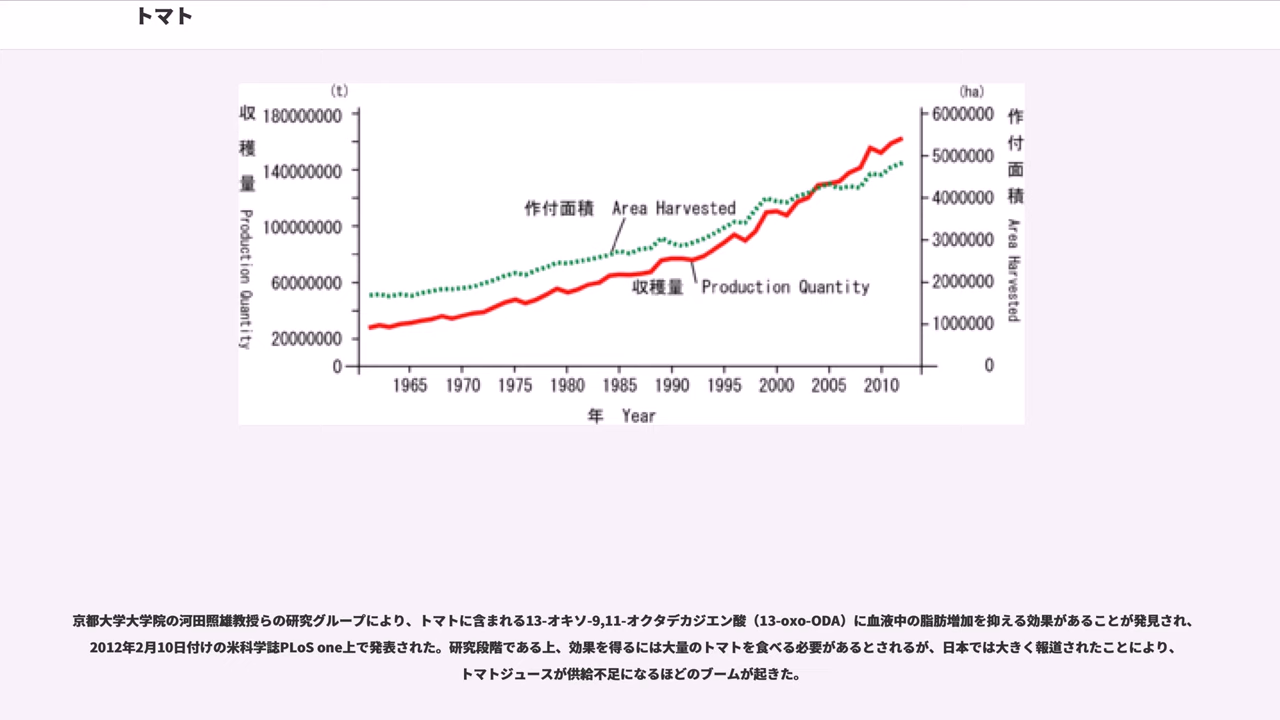 トマト
(t)
(ha)
収穫量 Production Quantity
180000000
140000000
100000000
60000000
20000000
0
作付面積 Area Harvested
収穫量 Production Quantity
6000000
5000000
4000000
3000000
2000000
1000000
0
作付面積 Area Harvested
1965 1970 1975 1980 1985 1990 1995 2000 2005 2010
年 Year
京都大学大学院の河田照雄教授らの研究グループにより、トマトに含まれる13-オキソ-9,11-オクタデカジエン酸（13-oxo-ODA）に血液中の脂肪増加を抑える効果があることが発見され、
2012年2月10日付けの米科学誌PLoS one上で発表された。研究段階である上、効果を得るには大量のトマトを食べる必要があるとされるが、日本では大きく報道されたことにより、
トマトジュースが供給不足になるほどのブームが起きた。